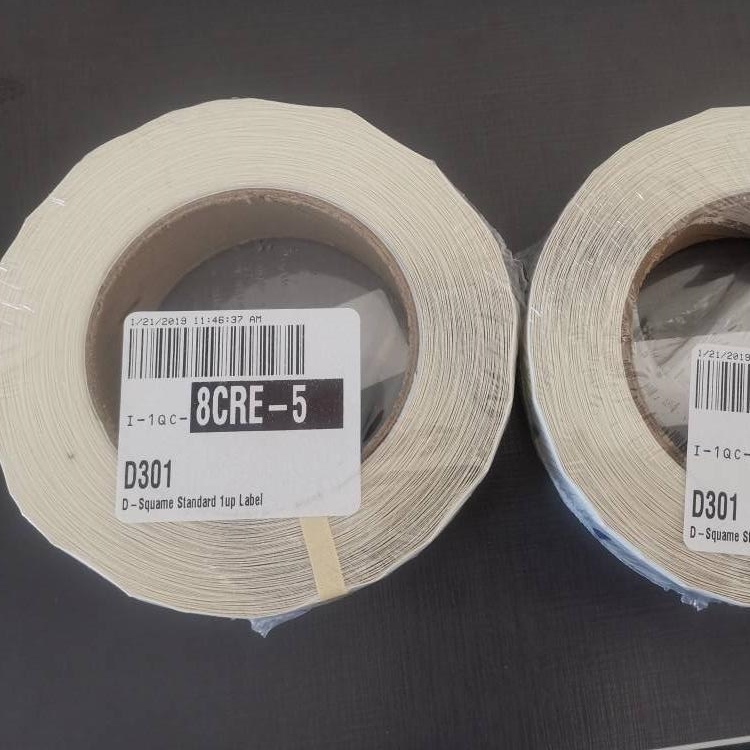 1/21/2019 11:46:37 AM
I-1QC-8CRE-5
D301
D-Squame Standard 1up Label
1/21/2019
I-1QC-
D301
D-Squame